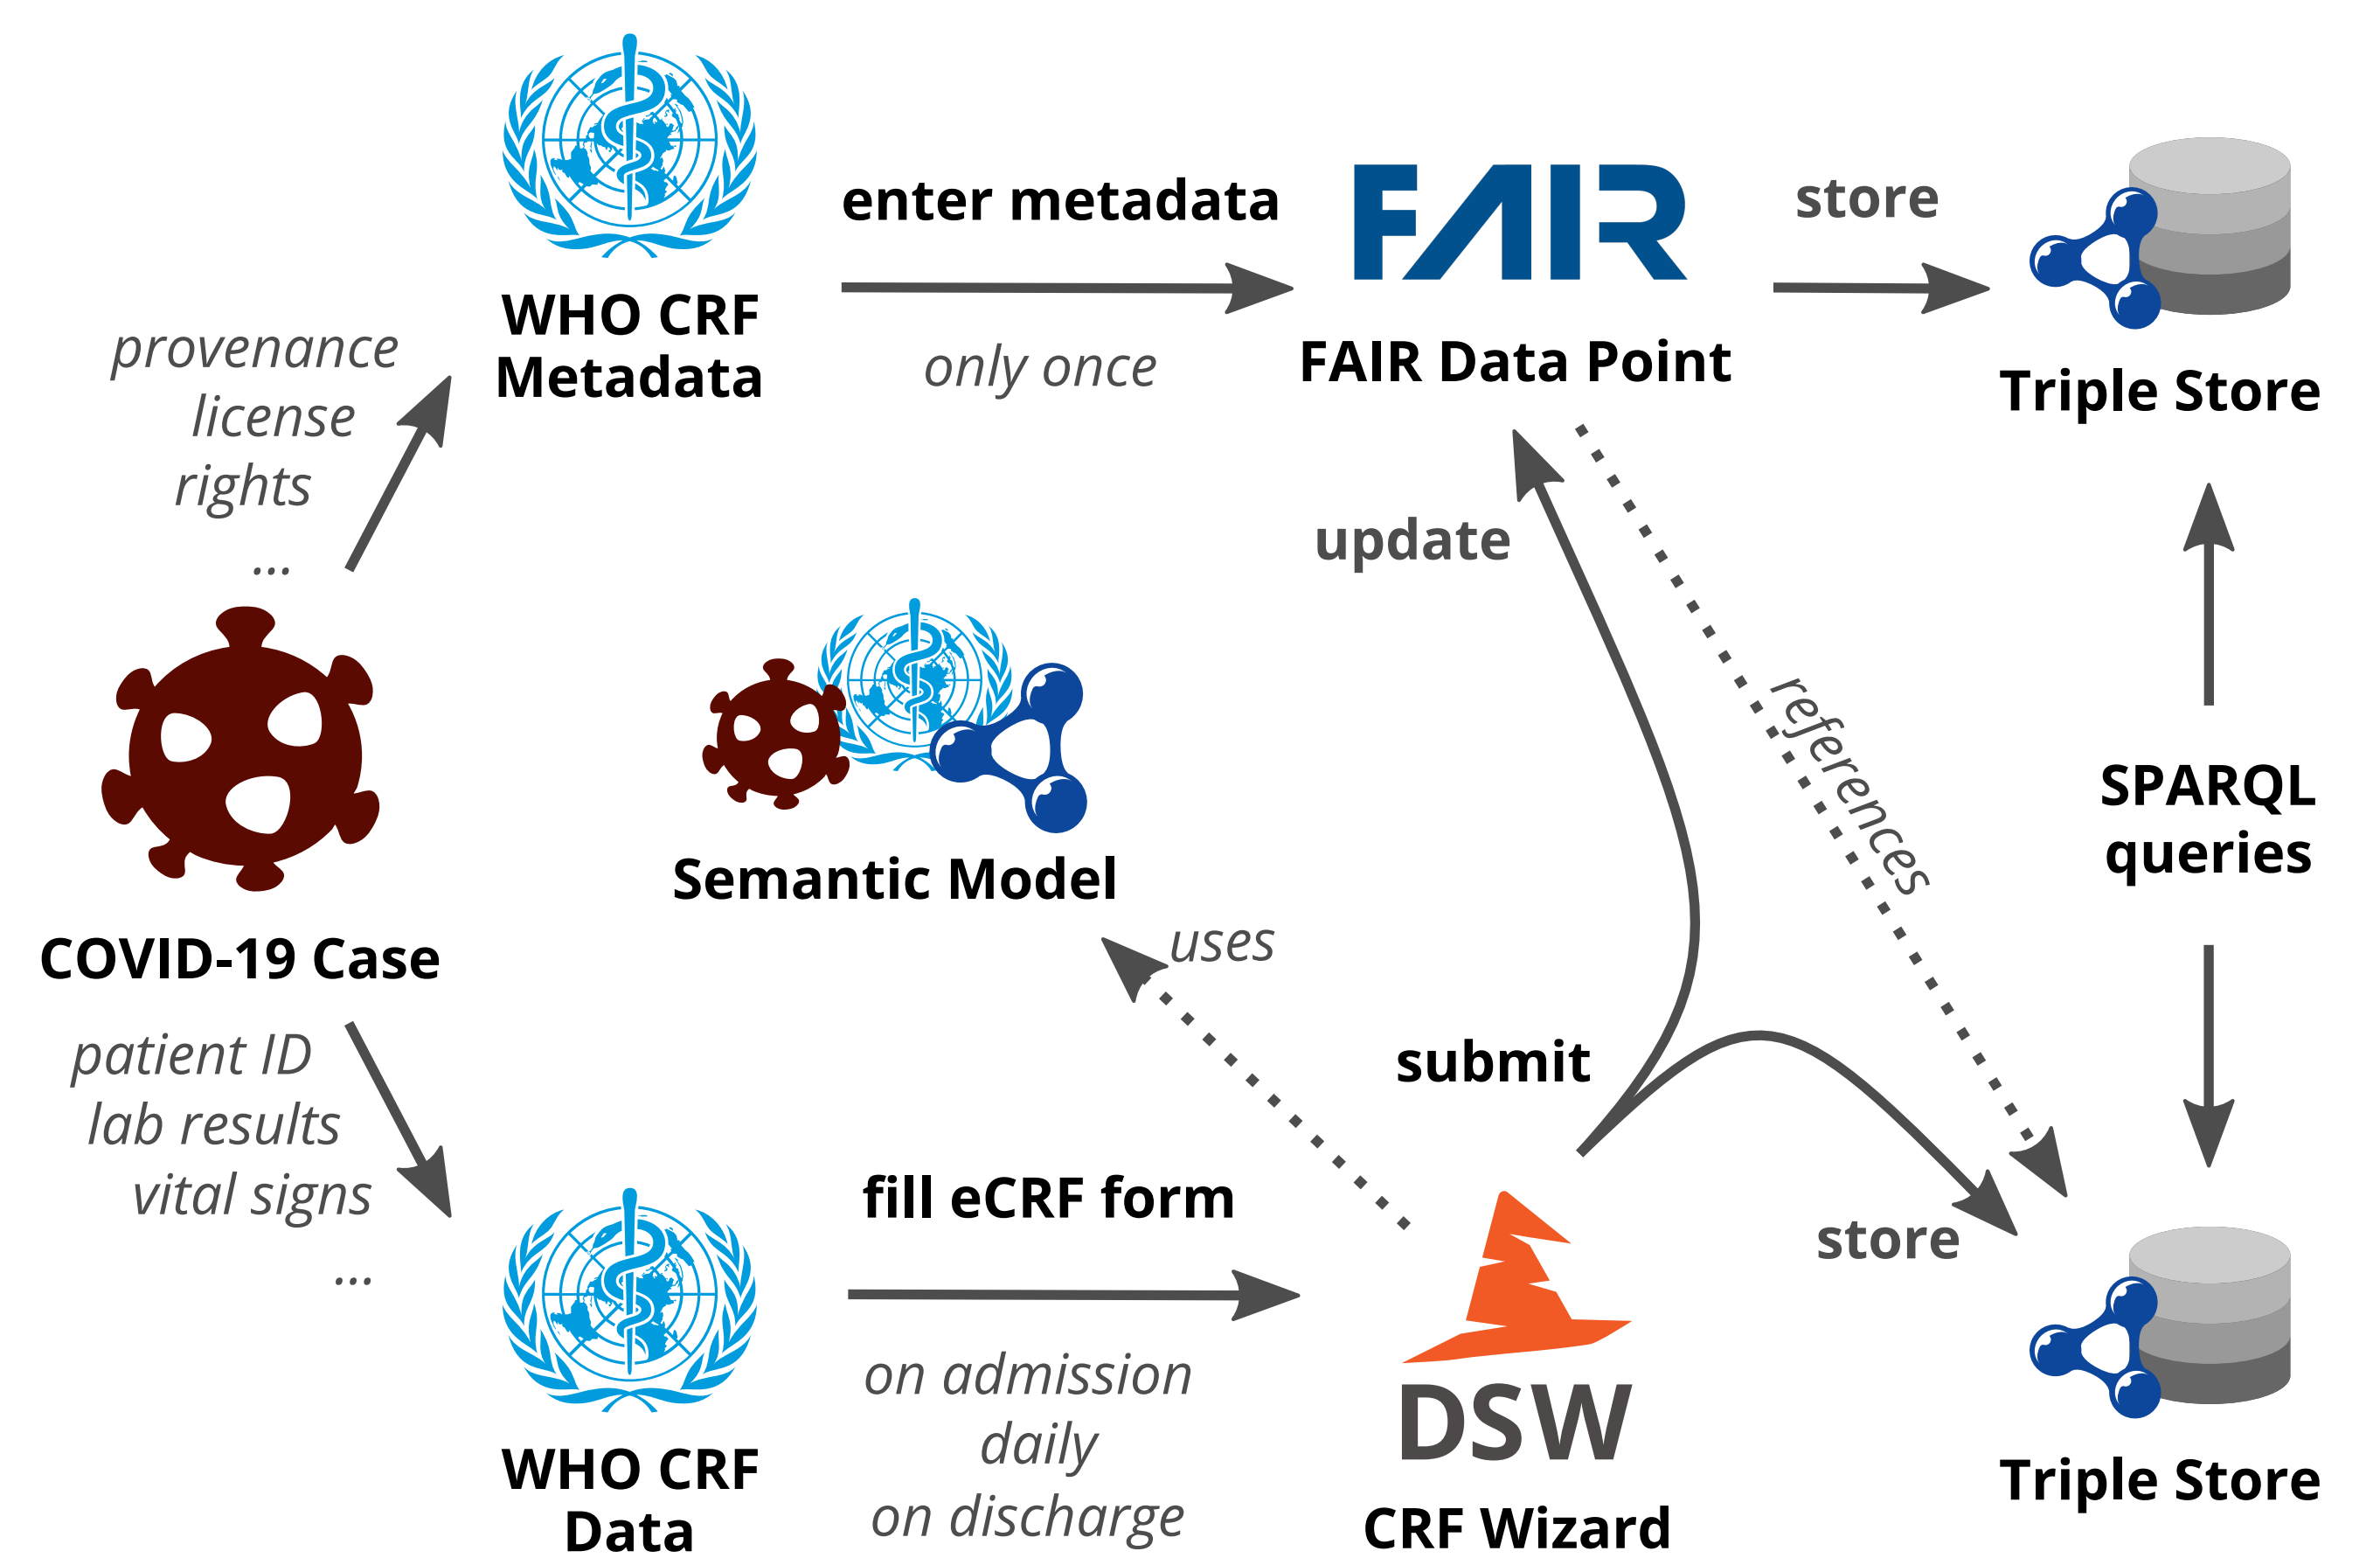 enter metadata
FAIR
store
WHO CRF
Metadata
only once
FAIR Data Point
Triple Store
provenance
license
rights
...
update
references
SPARQL
queries
Semantic Model
uses
COVID-19 Case
patient ID
lab results
vital signs
...
submit
fill eCRF form
store
on admission
daily
on discharge
DSW
WHO CRF
Data
CRF Wizard
Triple Store